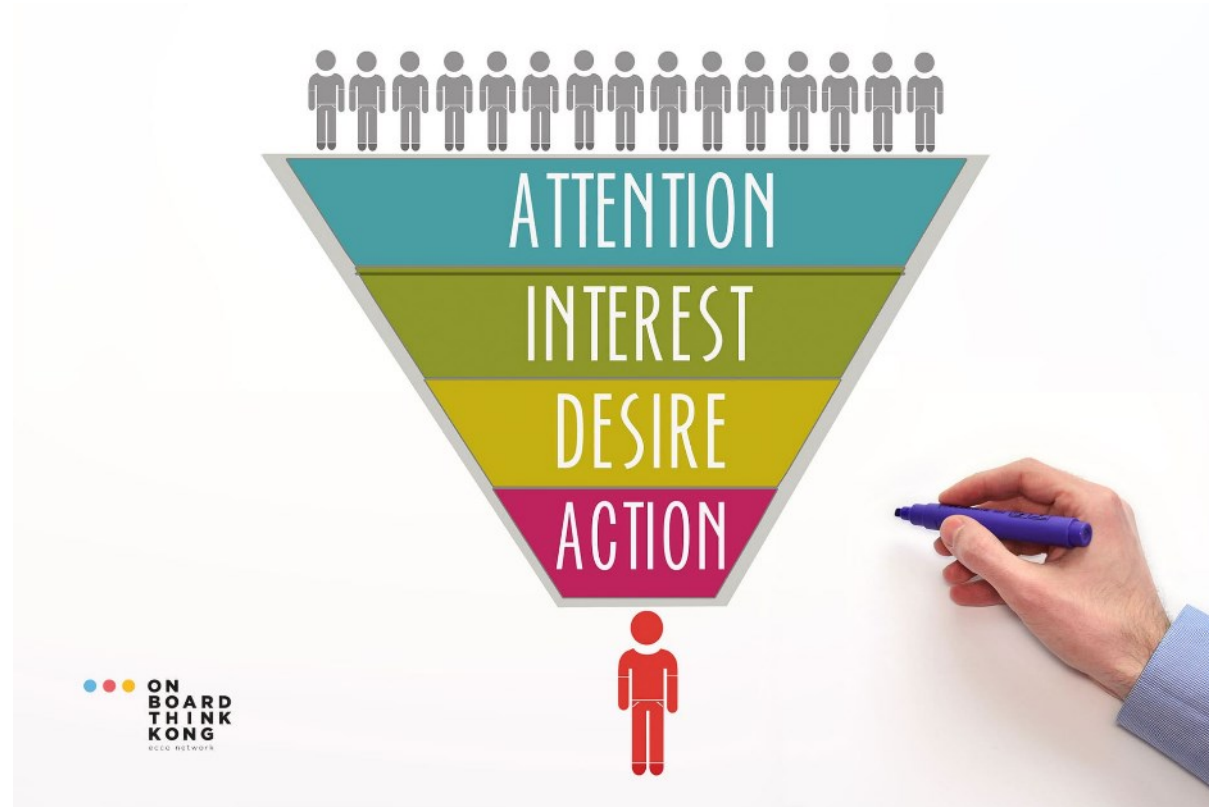 ATTENTION
INTEREST
DESIRE
ACTION
ON
BOARD
THINK
KONG
ecco network